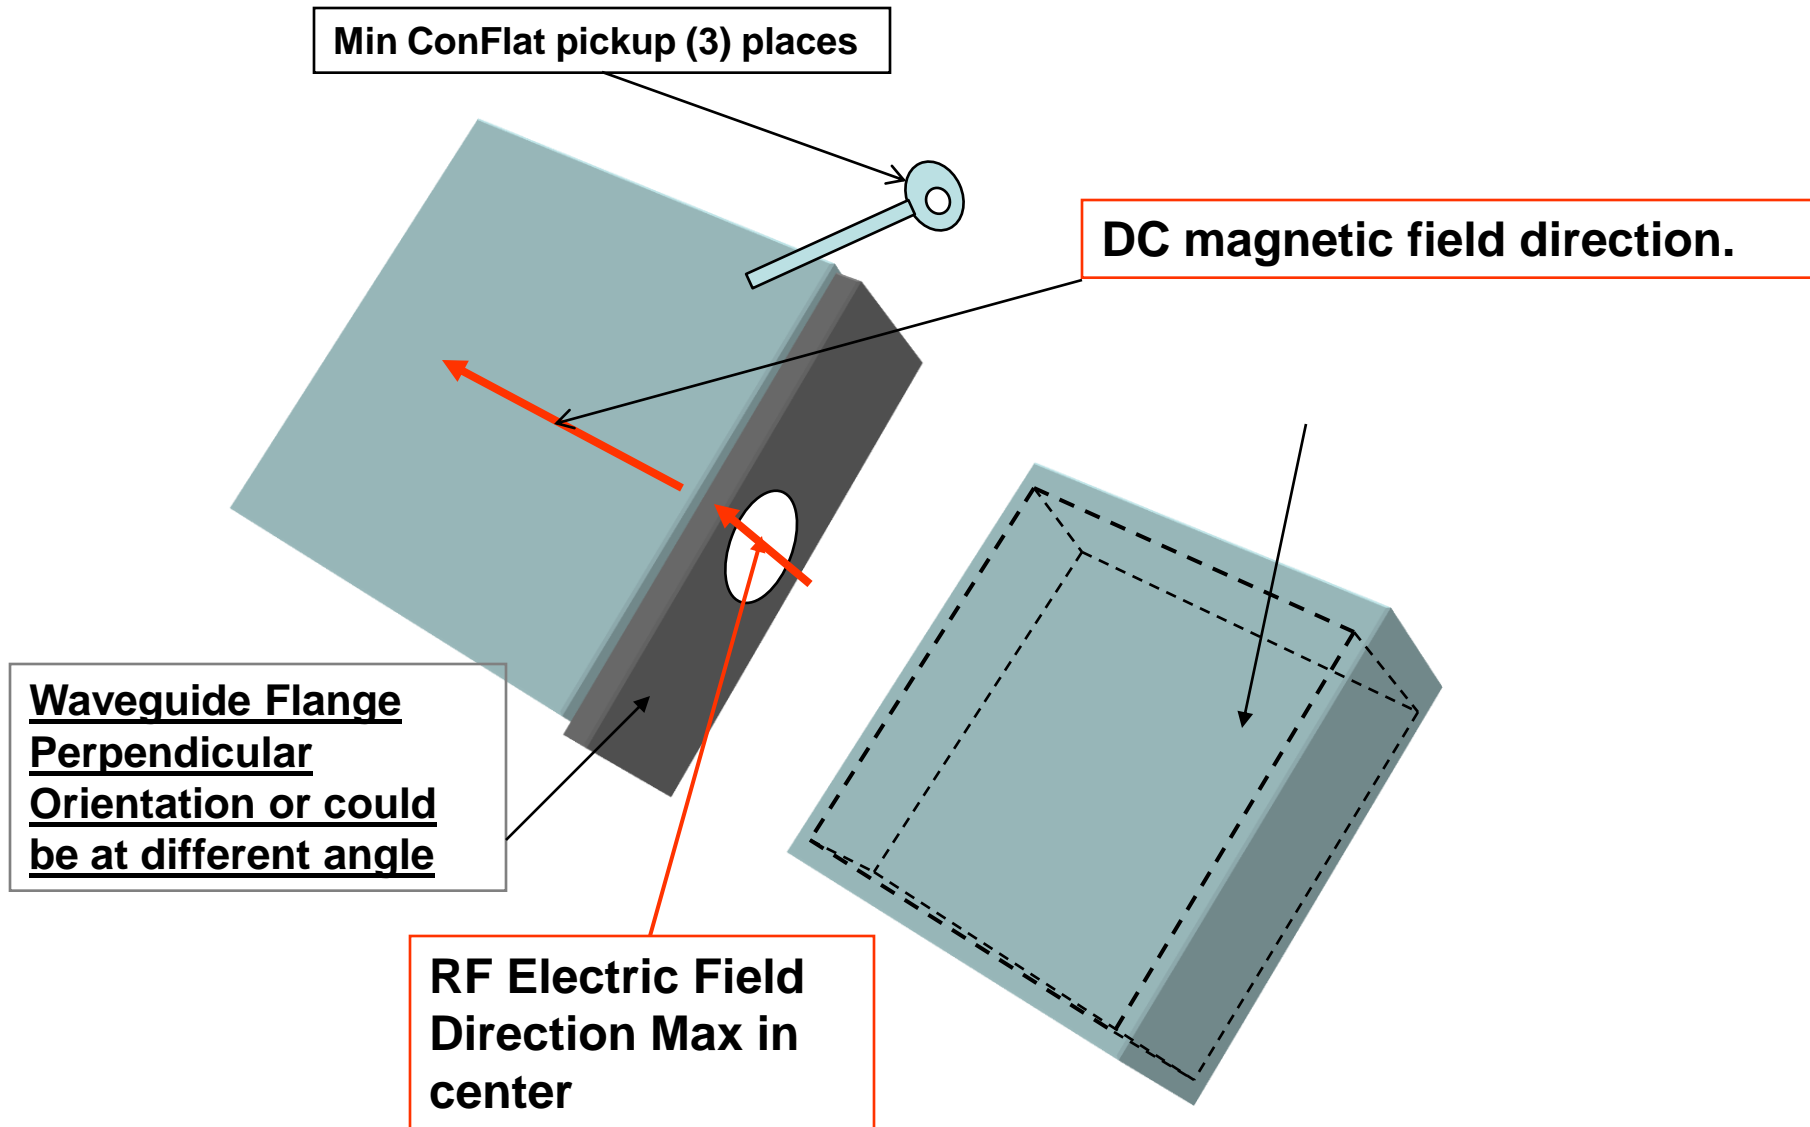 Min ConFlat pickup (3) places
DC magnetic field direction.
Waveguide Flange
Perpendicular
Orientation or could
be at different angle
RF Electric Field
Direction Max in
center